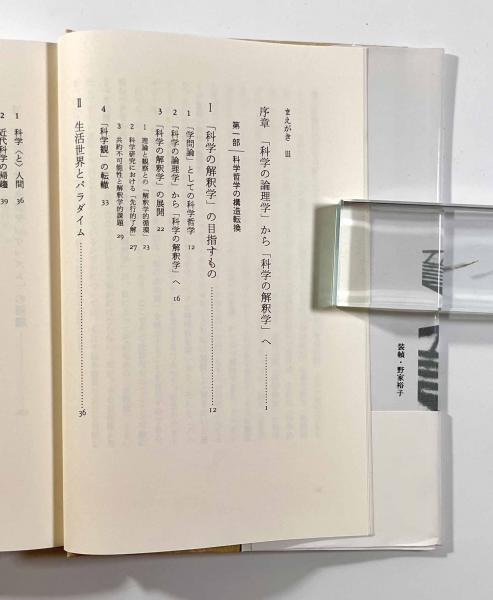 まえがき iii
序章 「科学の論理学」から「科学の解釈学」へ……………1
第一部 科学哲学の構造転換
I 「科学の解釈学」の目指すもの……………12
1 「学問論」としての科学哲学 12
2 「科学の論理学」から「科学の解釈学」へ 16
3 「科学の解釈学」の展開 22
1 理論と観察との「解釈学的循環」 23
2 科学研究における「先行的了解」 27
3 共約不可能性と解釈学的課題 29
4 「科学観」の転轍 33
II 生活世界とパラダイム……………36
1 科学〈と〉人間 36
2 近代科学の帰趨 39
装幀・野家裕子